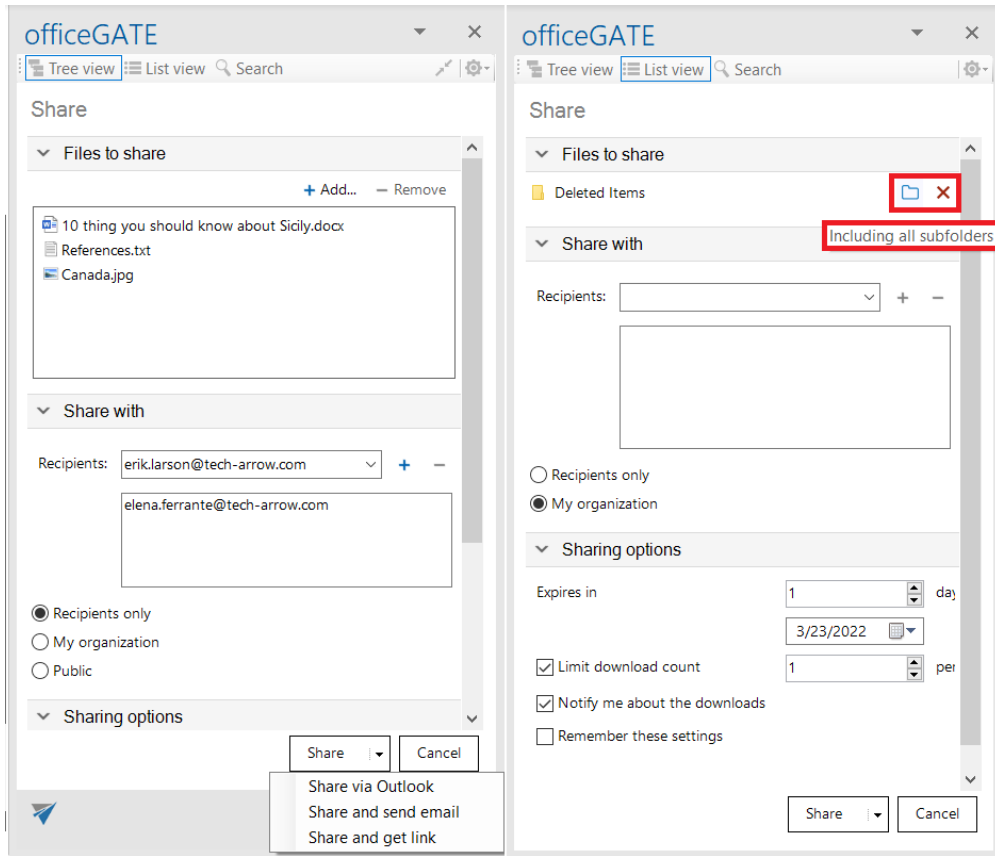 officeGATE
Tree view List view Search
Share
Files to share
+ Add... − Remove
10 thing you should know about Sicily.docx
References.txt
Canada.jpg
Share with
Recipients: erik.larson@tech-arrow.com + −
elena.ferrante@tech-arrow.com
Recipients only
My organization
Public
Sharing options
Share Cancel
Share via Outlook
Share and send email
Share and get link
officeGATE
Tree view List view Search
Share
Files to share
Deleted Items
Including all subfolders
Share with
Recipients: + −
Recipients only
My organization
Sharing options
Expires in 1 day
3/23/2022
Limit download count 1 per
Notify me about the downloads
Remember these settings
Share Cancel